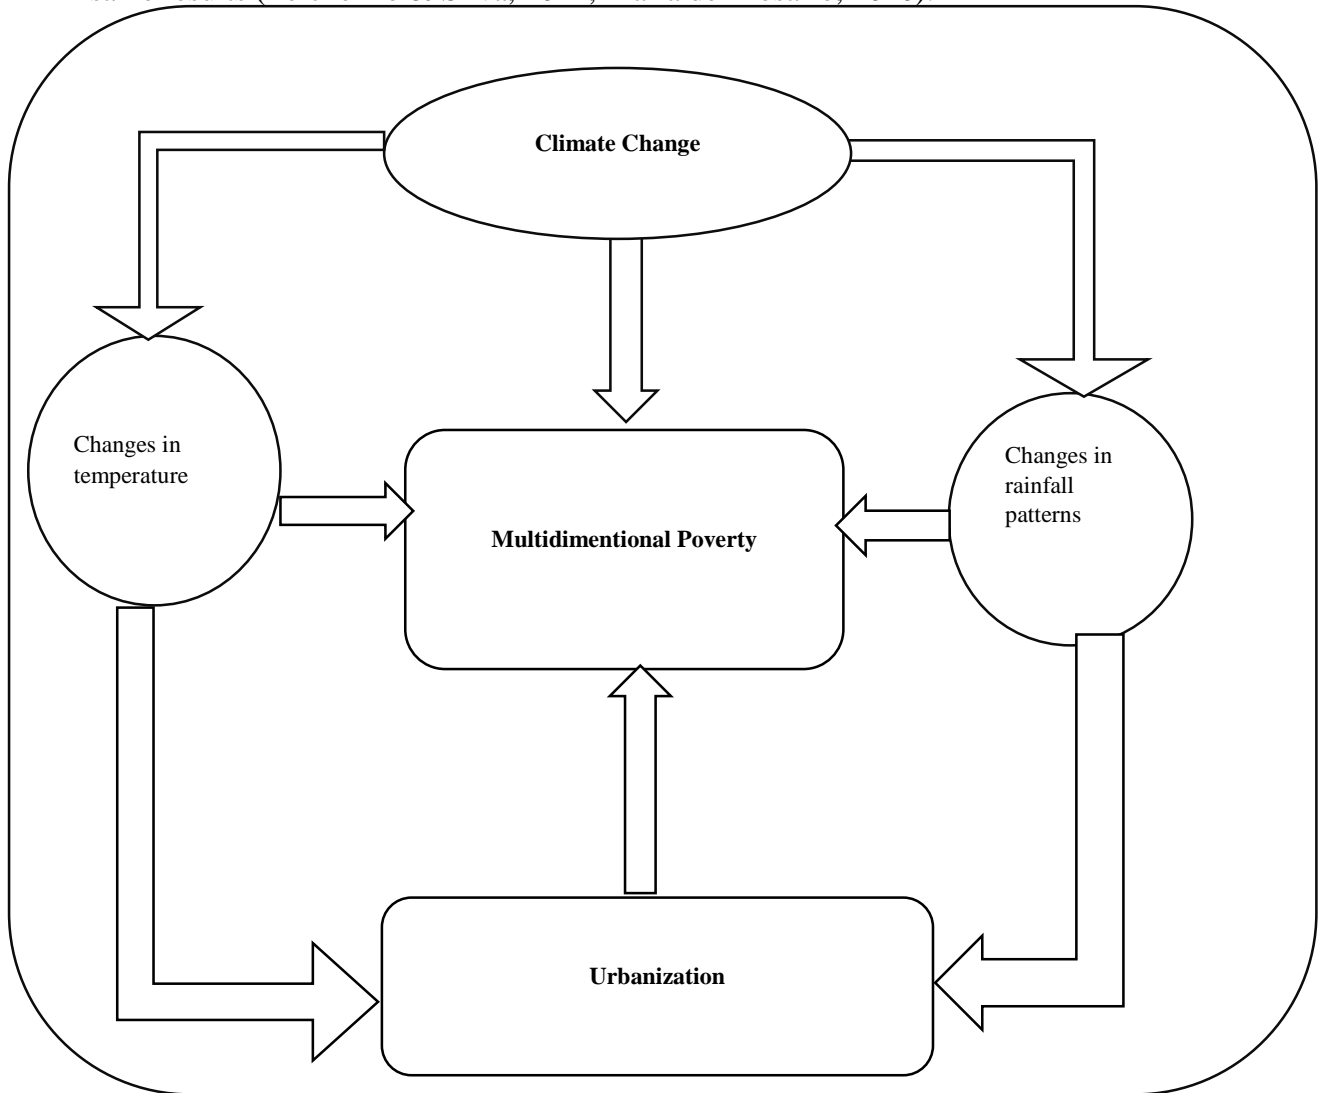 Climate Change
Changes in
temperature
Changes in
rainfall
patterns
Multidimentional Poverty
Urbanization